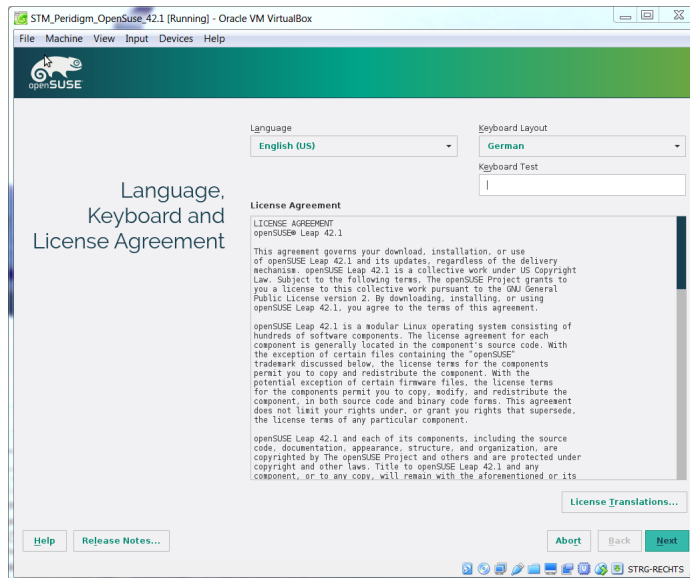 STM_Peridigm_OpenSuse_42.1 [Running] - Oracle VM VirtualBox
File Machine View Input Devices Help
openSUSE
Language,
Keyboard and
License Agreement
Language
English (US)
Keyboard Layout
German
Keyboard Test
License Agreement
LICENSE AGREEMENT
openSUSE® Leap 42.1
This agreement governs your download, installation, or use
of openSUSE Leap 42.1 and its updates, regardless of the delivery
mechanism. openSUSE Leap 42.1 is a collective work under US Copyright
Law. Subject to the following terms, The openSUSE Project grants to
you a license to this collective work pursuant to the GNU General
Public License version 2. By downloading, installing, or using
openSUSE Leap 42.1, you agree to the terms of this agreement.
openSUSE Leap 42.1 is a modular Linux operating system consisting of
hundreds of software components. The license agreement for each
component is generally located in the component's source code. With
the exception of certain files containing the "openSUSE"
trademark discussed below, the license terms for the components
permit you to copy and redistribute the component. With the
potential exception of certain firmware files, the license terms
for the components permit you to copy, modify, and redistribute the
component, in both source code and binary code forms. This agreement
does not limit your rights under, or grant you rights that supersede,
the license terms of any particular component.
openSUSE Leap 42.1 and each of its components, including the source
code, documentation, appearance, structure, and organization, are
copyrighted by The openSUSE Project and others and are protected under
copyright and other laws. Title to openSUSE Leap 42.1 and any
component, or to any copy, will remain with the aforementioned or its
License Translations...
Help
Release Notes...
Abort
Back
Next
STRG-RECHTS